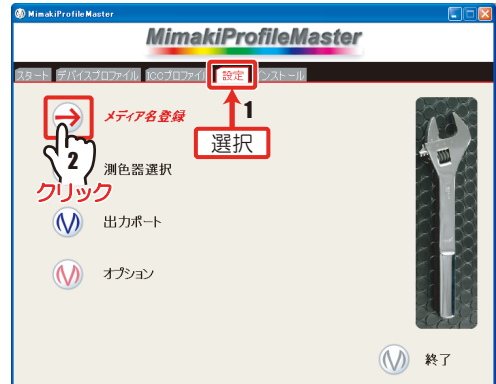 MimakiProfileMaster
MimakiProfileMaster
スタート デバイスプロファイル ICCプロファイル 設定 インストール
1
選択
メディア名登録
2
クリック
測色器選択
出力ポート
オプション
終了